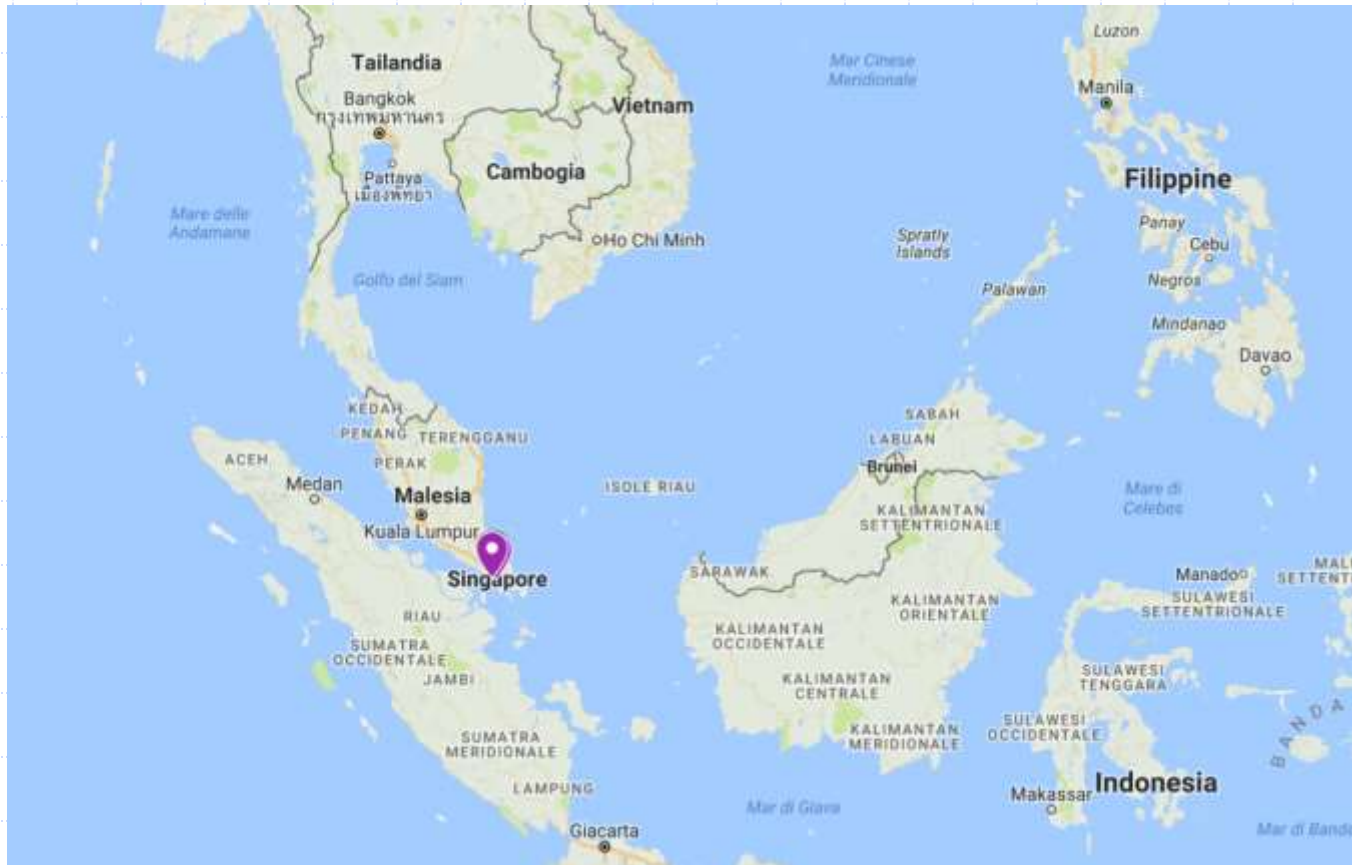 Luzon
Mar Cinese
Meridionale
Tailandia
Manila
Bangkok
กรุงเทพมหานคร
Vietnam
Cambogia
Pattaya
เมืองพัทยา
Filippine
Mare delle
Andamane
Panay
Ho Chi Minh
Spratly
Islands
Cebu
Golfo del Siam
Negros
Palawan
Mindanao
Davao
KEDAH
PENANG
TERENGGANU
SABAH
LABUAN
ACEH
PERAK
Brunei
Medan
Malesia
ISOLE RIAU
Mare di
Celebes
KALIMANTAN
SETTENTRIONALE
Kuala Lumpur
Singapore
SARAWAK
Manado
SULAWESI
SETTENTRIONALE
KALIMANTAN
ORIENTALE
RIAU
KALIMANTAN
OCCIDENTALE
SUMATRA
OCCIDENTALE
JAMBI
SULAWESI
TENGGARA
KALIMANTAN
CENTRALE
BANDA
SULAWESI
OCCIDENTALE
KALIMANTAN
MERIDIONALE
SUMATRA
MERIDIONALE
LAMPUNG
Indonesia
Makassar
Mar di Giava
Giacarta
Mar di Banda